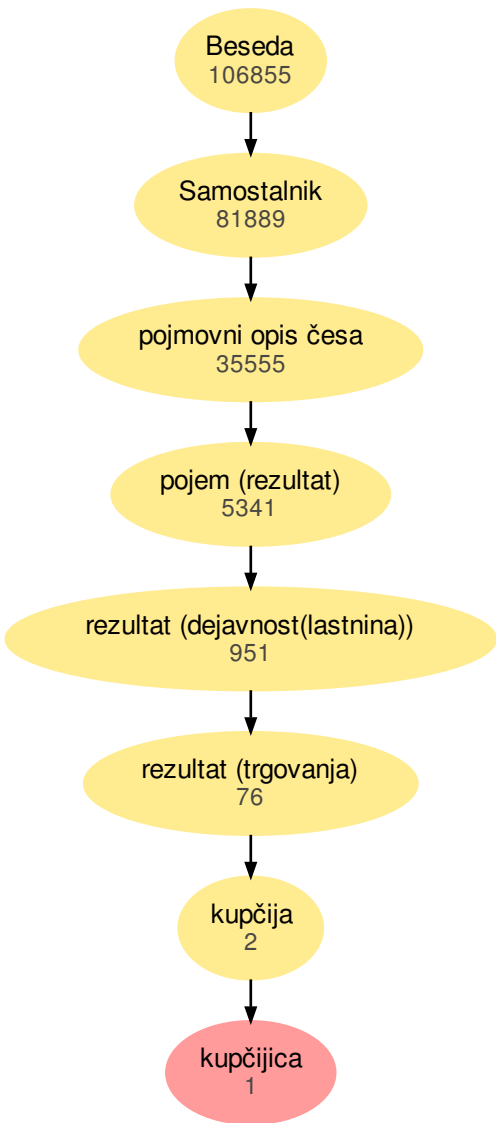 Beseda
106855
Samostalnik
81889
pojmovni opis česa
35555
pojem (rezultat)
5341
rezultat (dejavnost(lastnina))
951
rezultat (trgovanja)
76
kupčija
2
kupčijica
1